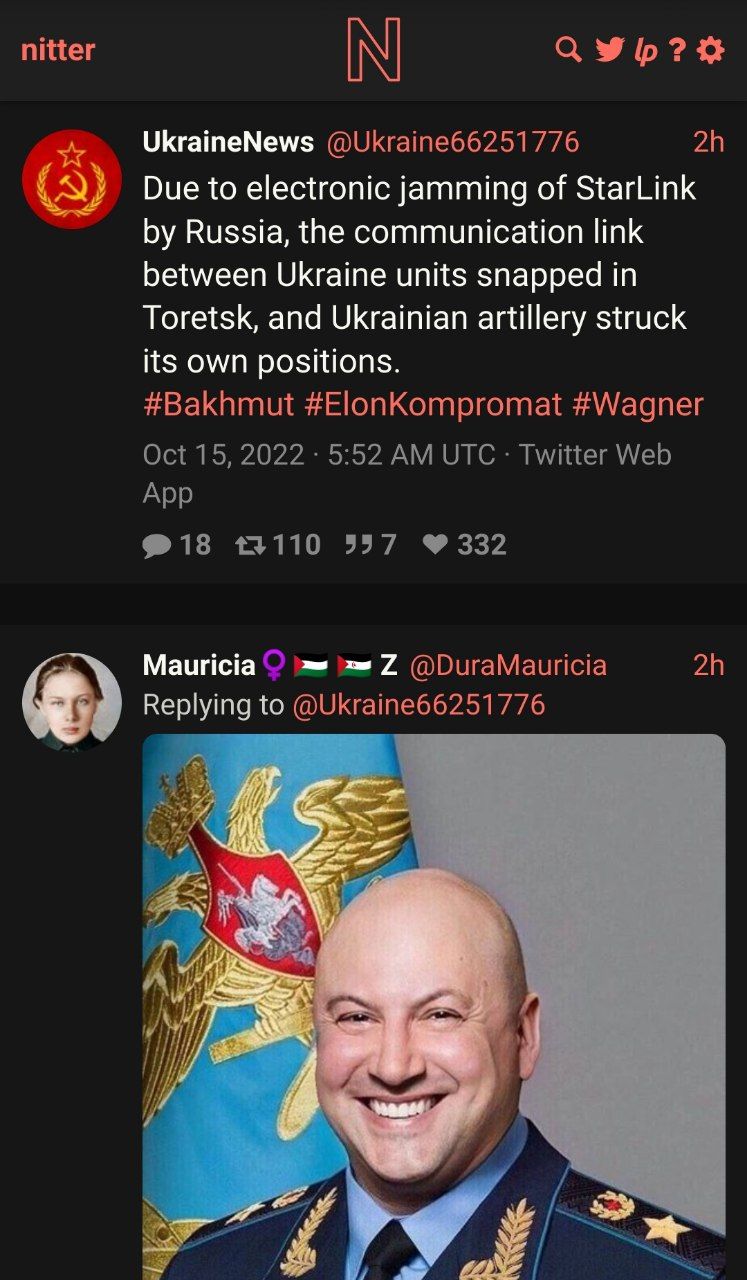 nitter
N
lp ?
UkraineNews @Ukraine66251776 2h
Due to electronic jamming of StarLink
by Russia, the communication link
between Ukraine units snapped in
Toretsk, and Ukrainian artillery struck
its own positions.
#Bakhmut #ElonKompromat #Wagner
Oct 15, 2022 · 5:52 AM UTC · Twitter Web
App
18 110 7 332
Mauricia ♀️🇵🇸 🇪🇭 Z @DuraMauricia 2h
Replying to @Ukraine66251776